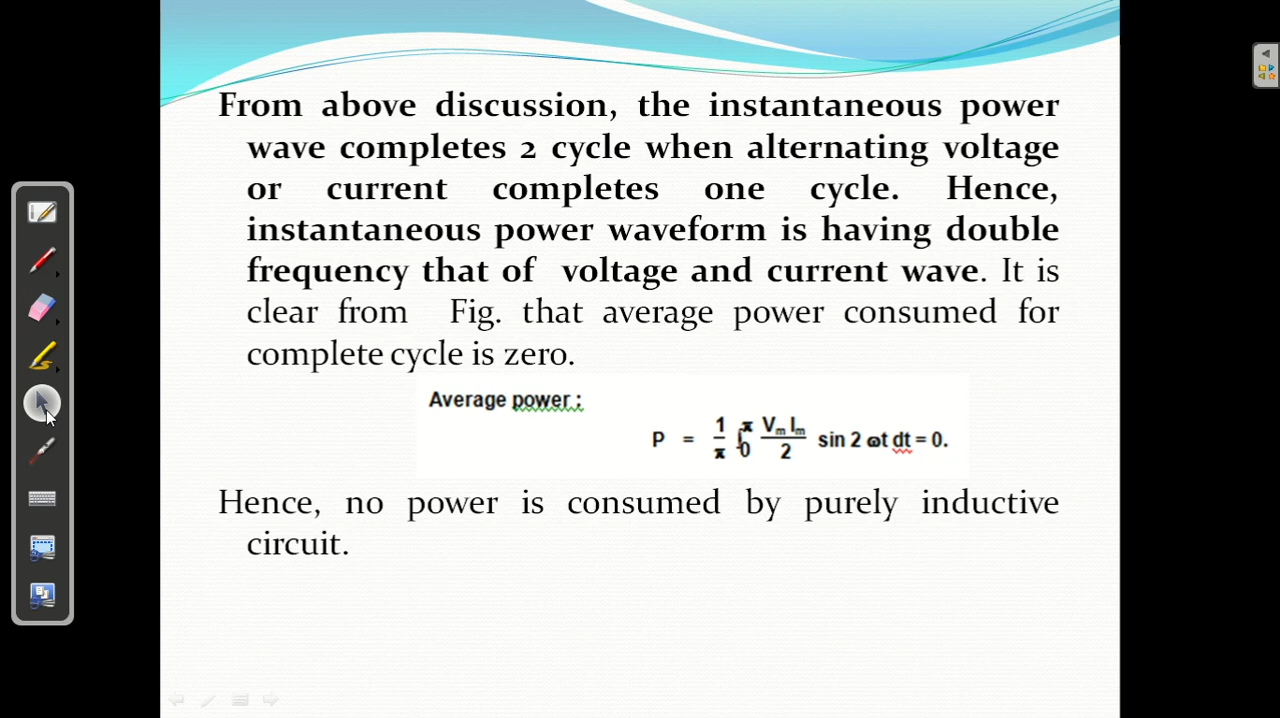 From above discussion, the instantaneous power
wave completes 2 cycle when alternating voltage
or current completes one cycle. Hence,
instantaneous power waveform is having double
frequency that of voltage and current wave. It is
clear from Fig. that average power consumed for
complete cycle is zero.
Average power :
P = 1/π ∫₀^π VₘIₘ/2 sin 2 ωt dt = 0.
Hence, no power is consumed by purely inductive
circuit.